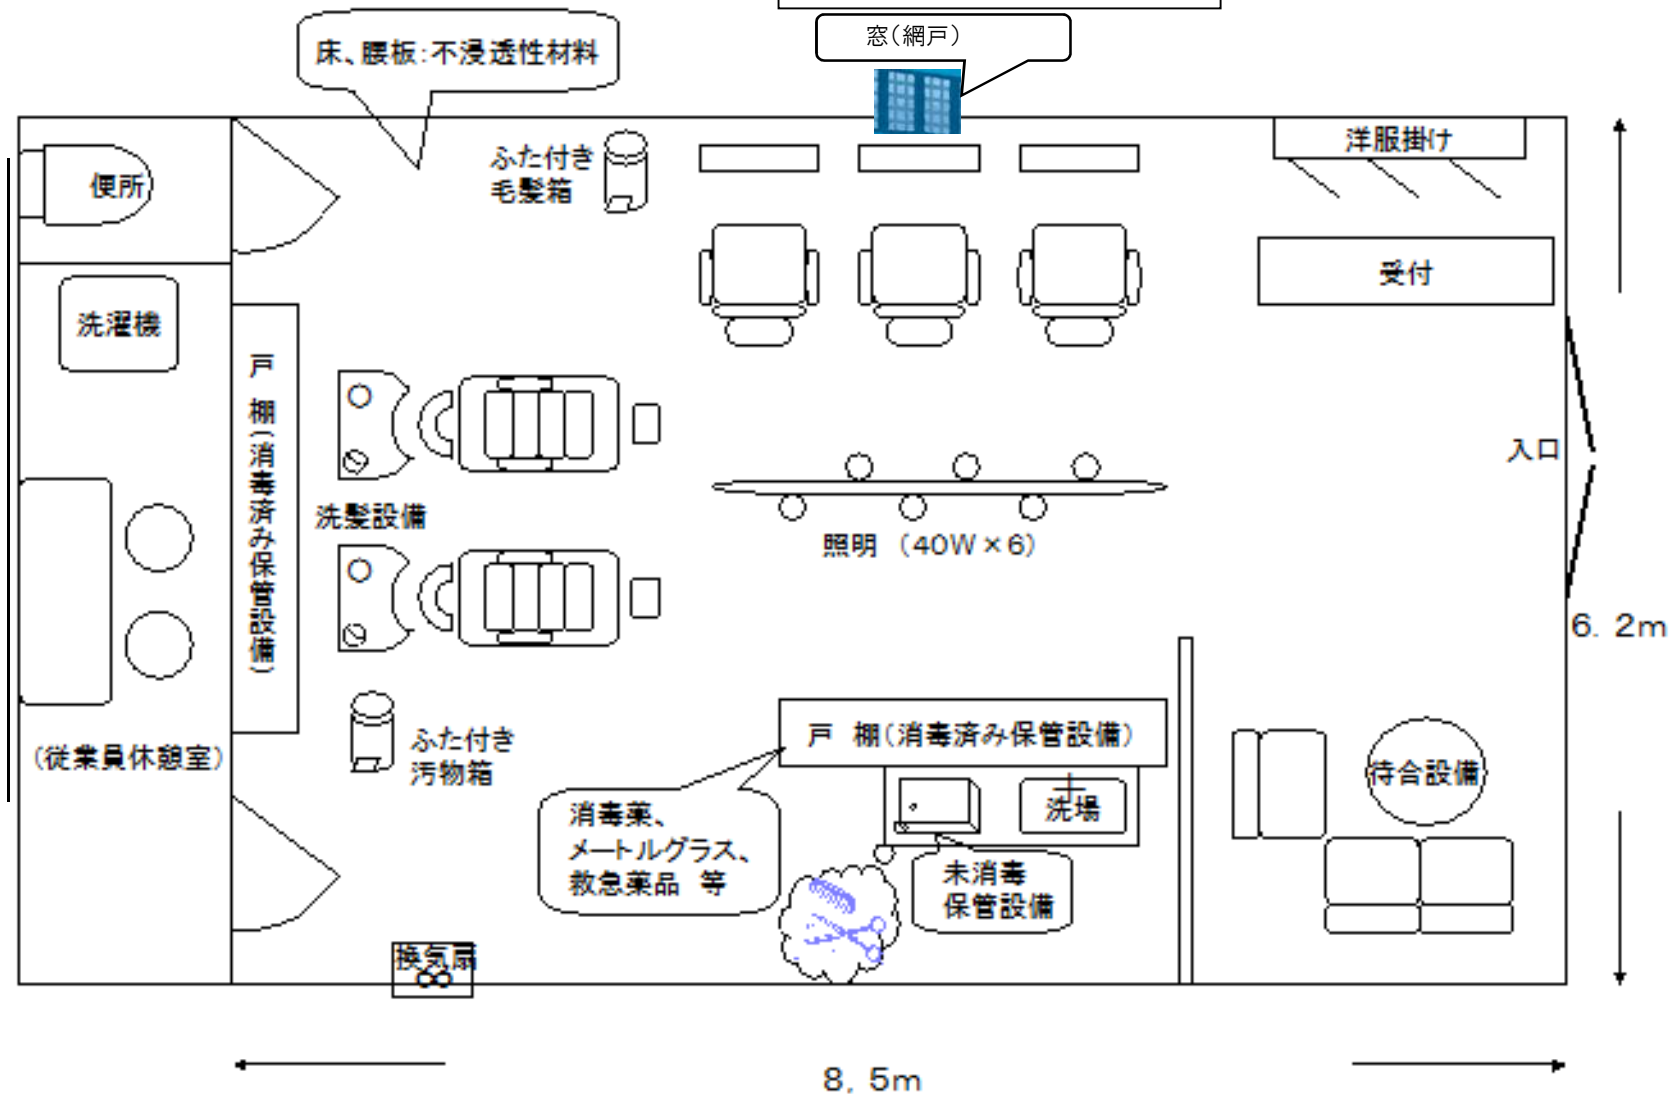 窓（網戸）
床、腰板：不浸透性材料
洋服掛け
ふた付き
毛髪箱
便所
受付
洗濯機
戸 棚（消毒済み保管設備）
入口
洗髪設備
照明 （40W×6）
6. 2m
戸 棚（消毒済み保管設備）
ふた付き
汚物箱
（従業員休憩室）
待合設備
消毒薬、
メートルグラス、
救急薬品 等
洗場
未消毒
保管設備
換気扇
8, 5m